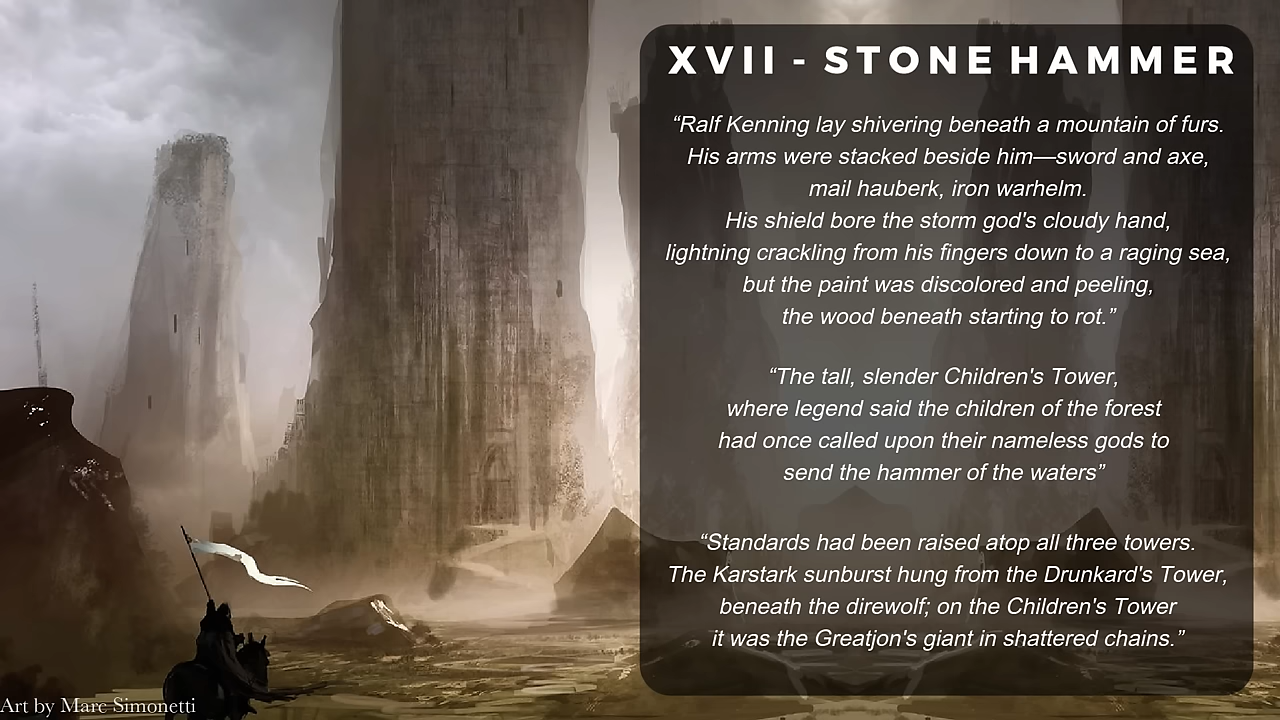 XVII - STONE HAMMER
“Ralf Kenning lay shivering beneath a mountain of furs.
His arms were stacked beside him—sword and axe,
mail hauberk, iron warhelm.
His shield bore the storm god's cloudy hand,
lightning crackling from his fingers down to a raging sea,
but the paint was discolored and peeling,
the wood beneath starting to rot.”
“The tall, slender Children's Tower,
where legend said the children of the forest
had once called upon their nameless gods to
send the hammer of the waters”
“Standards had been raised atop all three towers.
The Karstark sunburst hung from the Drunkard's Tower,
beneath the direwolf; on the Children's Tower
it was the Greatjon's giant in shattered chains.”
Art by Marc Simonetti